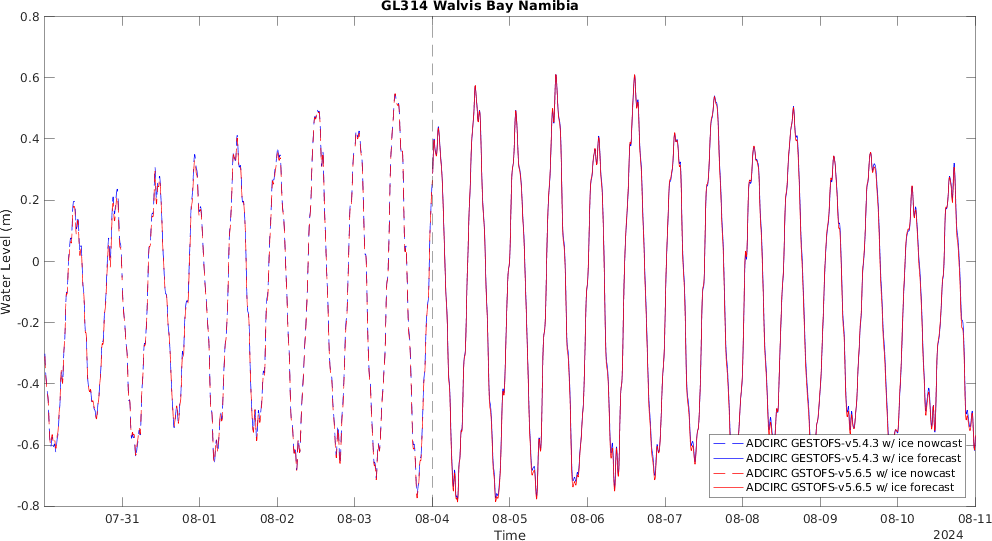 GL314 Walvis Bay Namibia
0.8
0.6
0.4
0.2
0
-0.2
-0.4
-0.6
-0.8
Water Level (m)
ADCIRC GESTOFS-v5.4.3 w/ ice nowcast
ADCIRC GESTOFS-v5.4.3 w/ ice forecast
ADCIRC GSTOFS-v5.6.5 w/ ice nowcast
ADCIRC GSTOFS-v5.6.5 w/ ice forecast
07-31 08-01 08-02 08-03 08-04 08-05 08-06 08-07 08-08 08-09 08-10 08-11
Time
2024